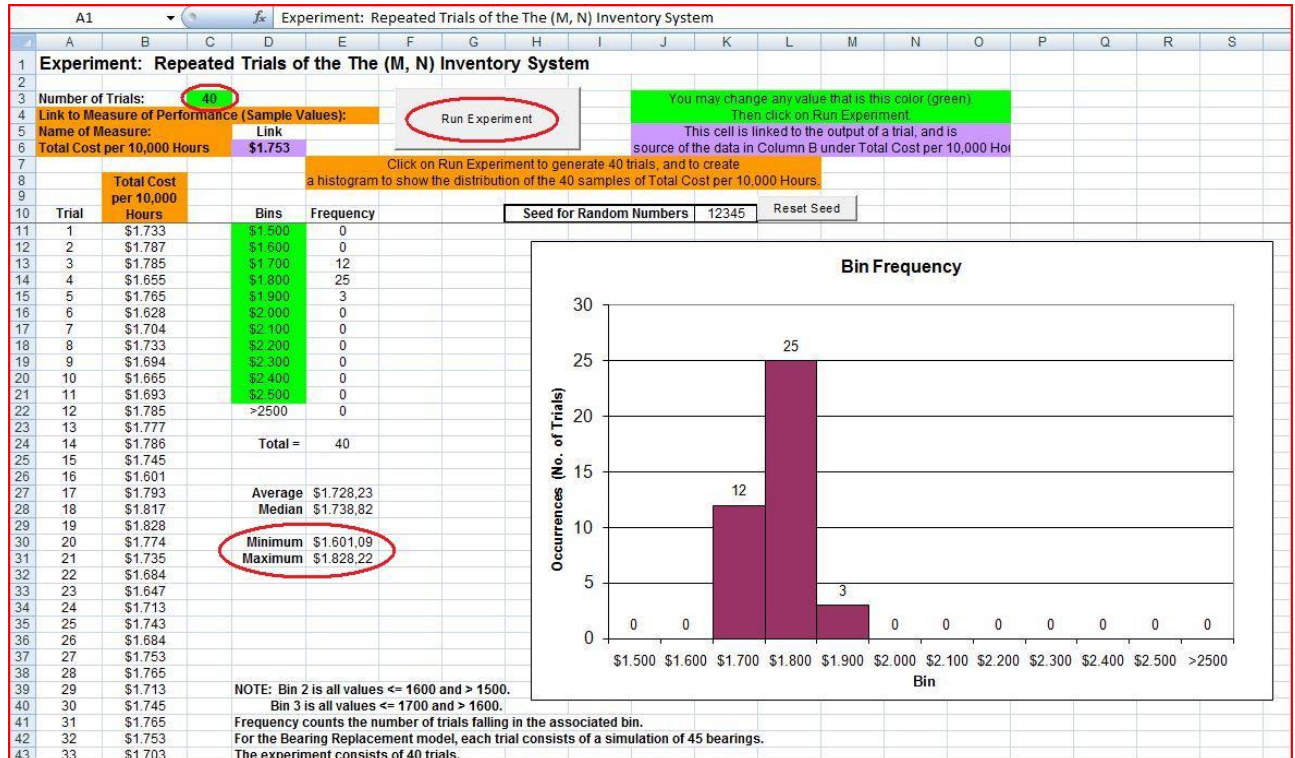 A1 fx Experiment: Repeated Trials of the The (M, N) Inventory System
A B C D E F G H I J K L M N O P Q R S
1 Experiment: Repeated Trials of the The (M, N) Inventory System
2
3 Number of Trials: 40 You may change any value that is this color (green).
4 Link to Measure of Performance (Sample Values): Run Experiment Then click on Run Experiment.
5 Name of Measure: Link This cell is linked to the output of a trial, and is
6 Total Cost per 10,000 Hours $1.753 source of the data in Column B under Total Cost per 10,000 Hou
7 Click on Run Experiment to generate 40 trials, and to create
8 Total Cost a histogram to show the distribution of the 40 samples of Total Cost per 10,000 Hours.
9 per 10,000
10 Trial Hours Bins Frequency Seed for Random Numbers 12345 Reset Seed
11 1 $1.733 $1.500 0
12 2 $1.787 $1.600 0
13 3 $1.785 $1.700 12
14 4 $1.655 $1.800 25
15 5 $1.765 $1.900 3
16 6 $1.628 $2.000 0
17 7 $1.704 $2.100 0
18 8 $1.733 $2.200 0
19 9 $1.694 $2.300 0
20 10 $1.665 $2.400 0
21 11 $1.693 $2.500 0
22 12 $1.785 >2500 0
23 13 $1.777
24 14 $1.786 Total = 40
25 15 $1.745
26 16 $1.601
27 17 $1.793 Average $1.728,23
28 18 $1.817 Median $1.738,82
29 19 $1.828
30 20 $1.774 Minimum $1.601,09
31 21 $1.735 Maximum $1.828,22
32 22 $1.684
33 23 $1.647
34 24 $1.713
35 25 $1.743
36 26 $1.684
37 27 $1.753
38 28 $1.765
39 29 $1.713 NOTE: Bin 2 is all values <= 1600 and > 1500.
40 30 $1.745 Bin 3 is all values <= 1700 and > 1600.
41 31 $1.765 Frequency counts the number of trials falling in the associated bin.
42 32 $1.753 For the Bearing Replacement model, each trial consists of a simulation of 45 bearings.
43 33 $1.703 The experiment consists of 40 trials.
Bin Frequency
Occurrences (No. of Trials)
30
25
20
15
10
5
0
0 0 12 25 3 0 0 0 0 0 0 0
$1.500 $1.600 $1.700 $1.800 $1.900 $2.000 $2.100 $2.200 $2.300 $2.400 $2.500 >2500
Bin